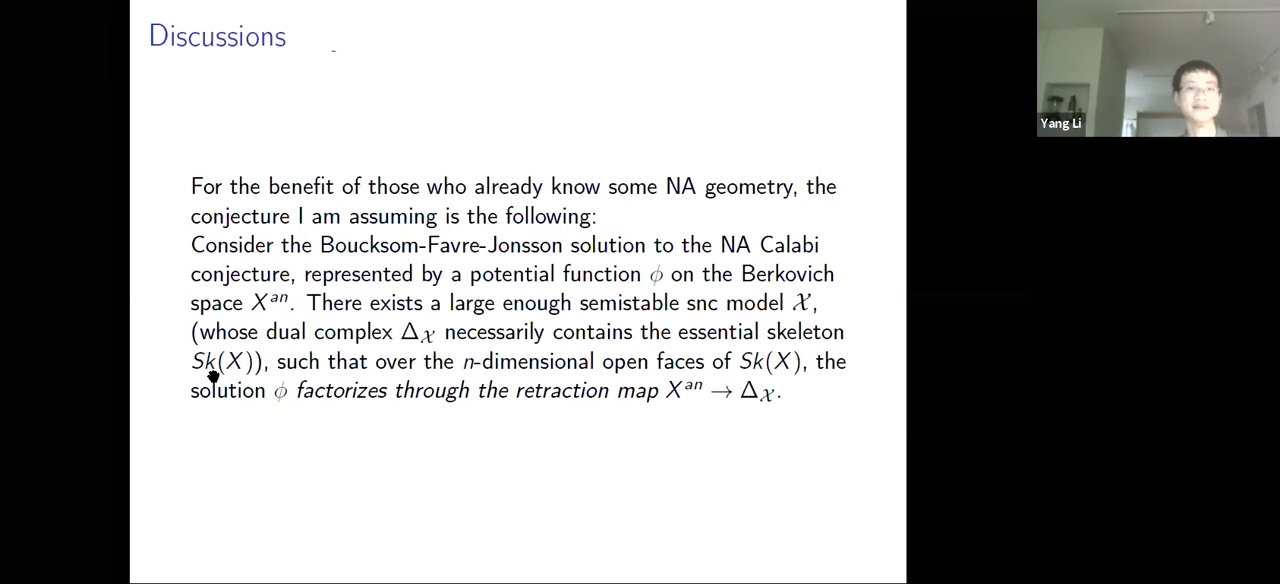 Discussions
For the benefit of those who already know some NA geometry, the
conjecture I am assuming is the following:
Consider the Boucksom-Favre-Jonsson solution to the NA Calabi
conjecture, represented by a potential function ϕ on the Berkovich
space X^{an}. There exists a large enough semistable snc model 𝒳,
(whose dual complex Δ_𝒳 necessarily contains the essential skeleton
Sk(X)), such that over the n-dimensional open faces of Sk(X), the
solution ϕ factorizes through the retraction map X^{an} → Δ_𝒳.
Yang Li